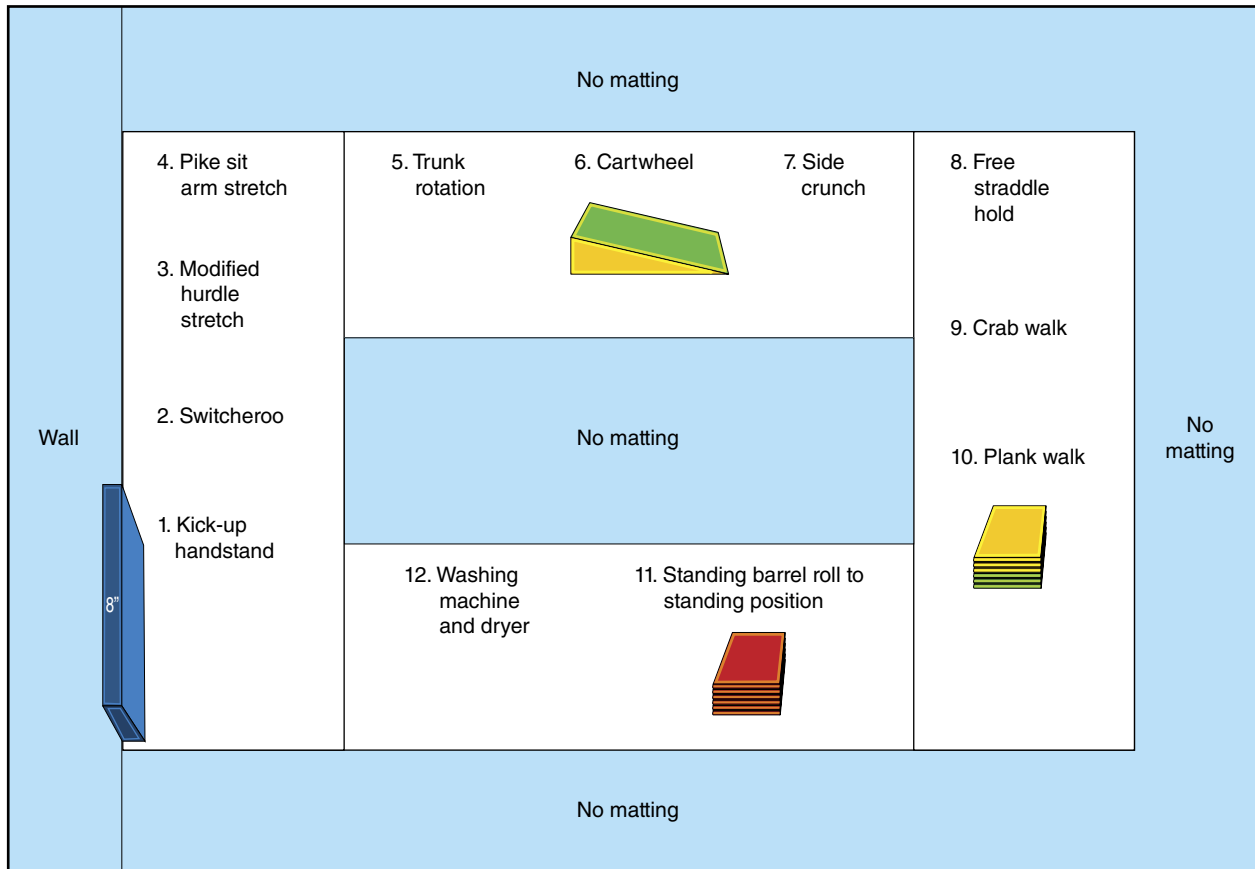 No matting
4. Pike sit
arm stretch
5. Trunk
rotation
6. Cartwheel
7. Side
crunch
8. Free
straddle
hold
3. Modified
hurdle
stretch
9. Crab walk
2. Switcheroo
Wall
No matting
No
matting
10. Plank walk
1. Kick-up
handstand
8”
12. Washing
machine
and dryer
11. Standing barrel roll to
standing position
No matting